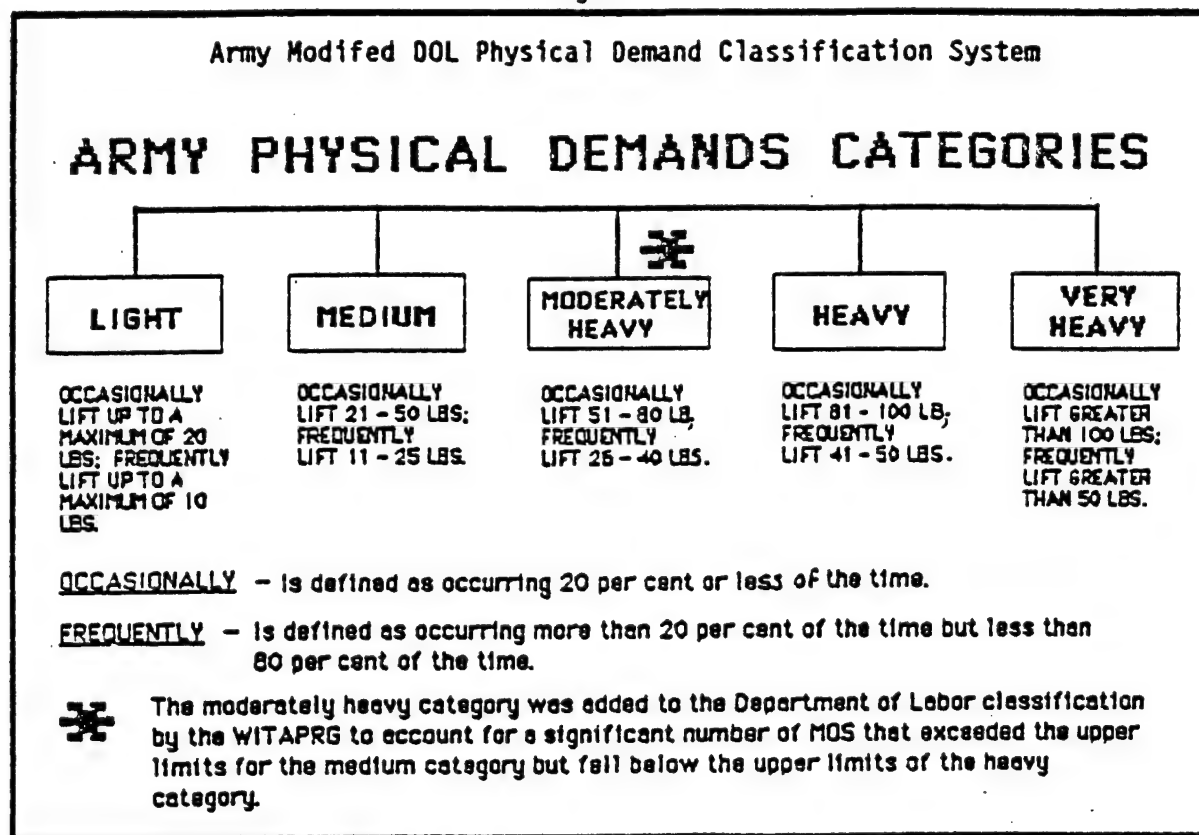 Army Modifed DOL Physical Demand Classification System
ARMY PHYSICAL DEMANDS CATEGORIES
LIGHT
MEDIUM
MODERATELY
HEAVY
HEAVY
VERY
HEAVY
OCCASIONALLY
LIFT UP TO A
MAXIMUM OF 20
LBS; FREQUENTLY
LIFT UP TO A
MAXIMUM OF 10
LBS.
OCCASIONALLY
LIFT 21 - 50 LBS;
FREQUENTLY
LIFT 11 - 25 LBS.
OCCASIONALLY
LIFT 51 - 80 LB;
FREQUENTLY
LIFT 26 - 40 LBS.
OCCASIONALLY
LIFT 81 - 100 LB;
FREQUENTLY
LIFT 41 - 50 LBS.
OCCASIONALLY
LIFT GREATER
THAN 100 LBS;
FREQUENTLY
LIFT GREATER
THAN 50 LBS.
OCCASIONALLY - is defined as occurring 20 per cent or less of the time.
FREQUENTLY - is defined as occurring more than 20 per cent of the time but less than
80 per cent of the time.
The moderately heavy category was added to the Department of Labor classification
by the WITAPRG to account for a significant number of MOS that exceeded the upper
limits for the medium category but fell below the upper limits of the heavy
category.